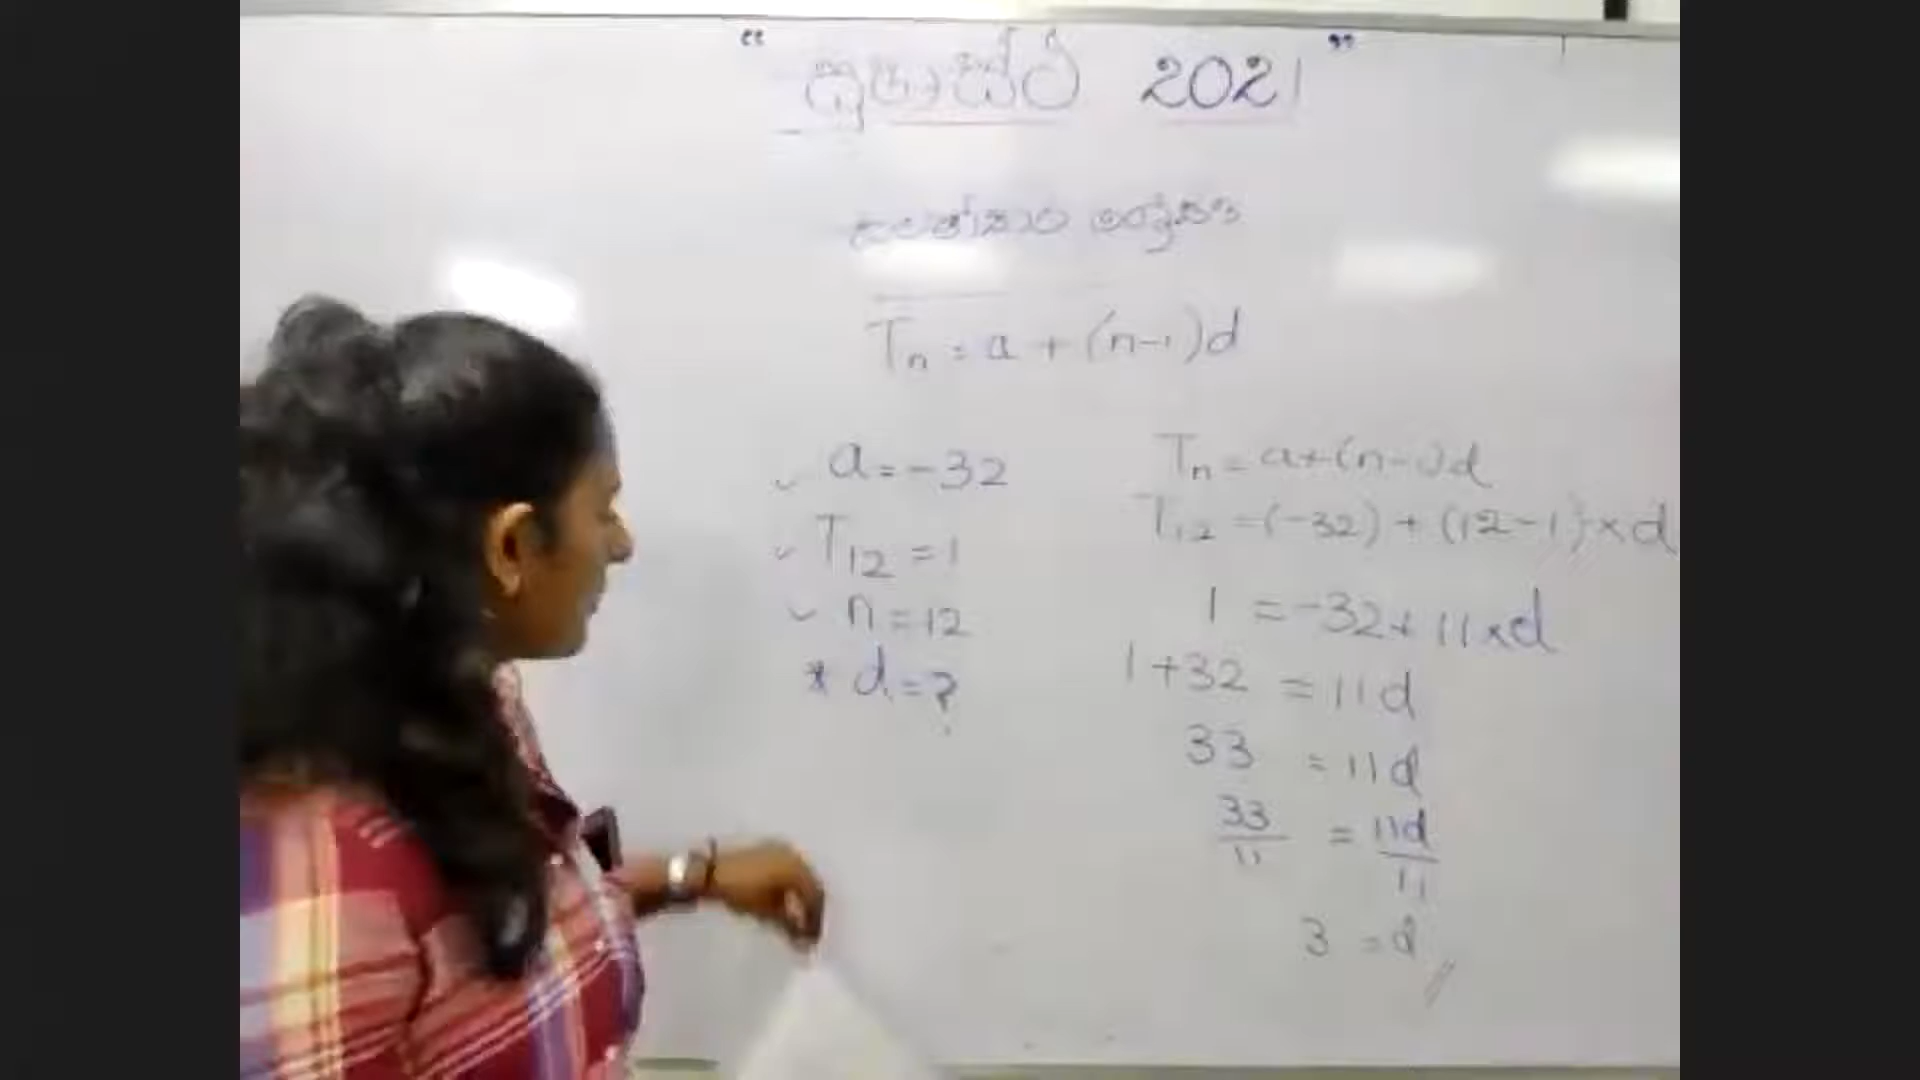 2021
Tn = a + (n-1)d
a = -32
T12 = 1
n = 12
* d = ?
Tn = a+(n-1)d
T12 = (-32) + (12-1) × d
1 = -32 + 11 × d
1 + 32 = 11d
33 = 11d
33/11 = 11d/11
3 = d